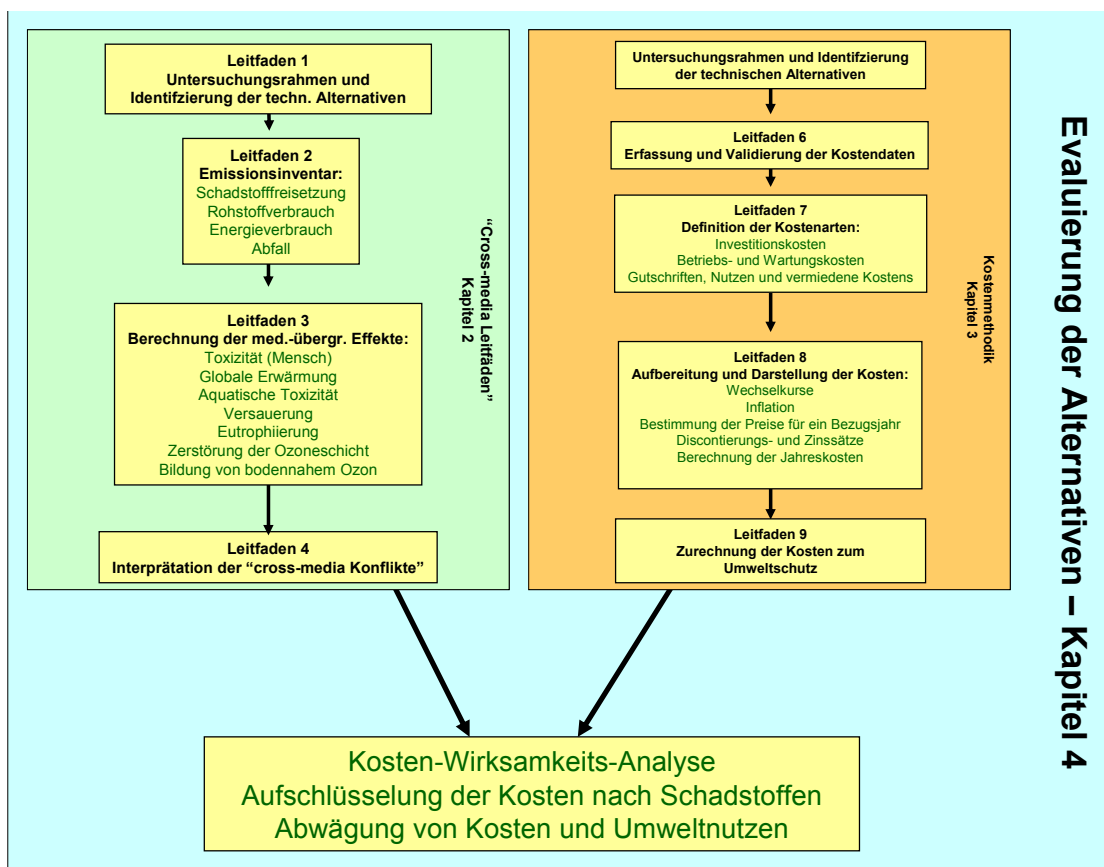 Leitfaden 1
Untersuchungsrahmen und
Identifzierung der techn. Alternativen
Leitfaden 2
Emissionsinventar:
Schadstofffreisetzung
Rohstoffverbrauch
Energieverbrauch
Abfall
Leitfaden 3
Berechnung der med.-übergr. Effekte:
Toxizität (Mensch)
Globale Erwärmung
Aquatische Toxizität
Versauerung
Eutrophiierung
Zerstörung der Ozoneschicht
Bildung von bodennahem Ozon
Leitfaden 4
Interprätation der “cross-media Konflikte”
“Cross-media Leitfäden”
Kapitel 2
Untersuchungsrahmen und Identifzierung
der technischen Alternativen
Leitfaden 6
Erfassung und Validierung der Kostendaten
Leitfaden 7
Definition der Kostenarten:
Investitionskosten
Betriebs- und Wartungskosten
Gutschriften, Nutzen und vermiedene Kostens
Leitfaden 8
Aufbereitung und Darstellung der Kosten:
Wechselkurse
Inflation
Bestimmung der Preise für ein Bezugsjahr
Discontierungs- und Zinssätze
Berechnung der Jahreskosten
Leitfaden 9
Zurechnung der Kosten zum
Umweltschutz
Kostenmethodik
Kapitel 3
Evaluierung der Alternativen – Kapitel 4
Kosten-Wirksamkeits-Analyse
Aufschlüsselung der Kosten nach Schadstoffen
Abwägung von Kosten und Umweltnutzen